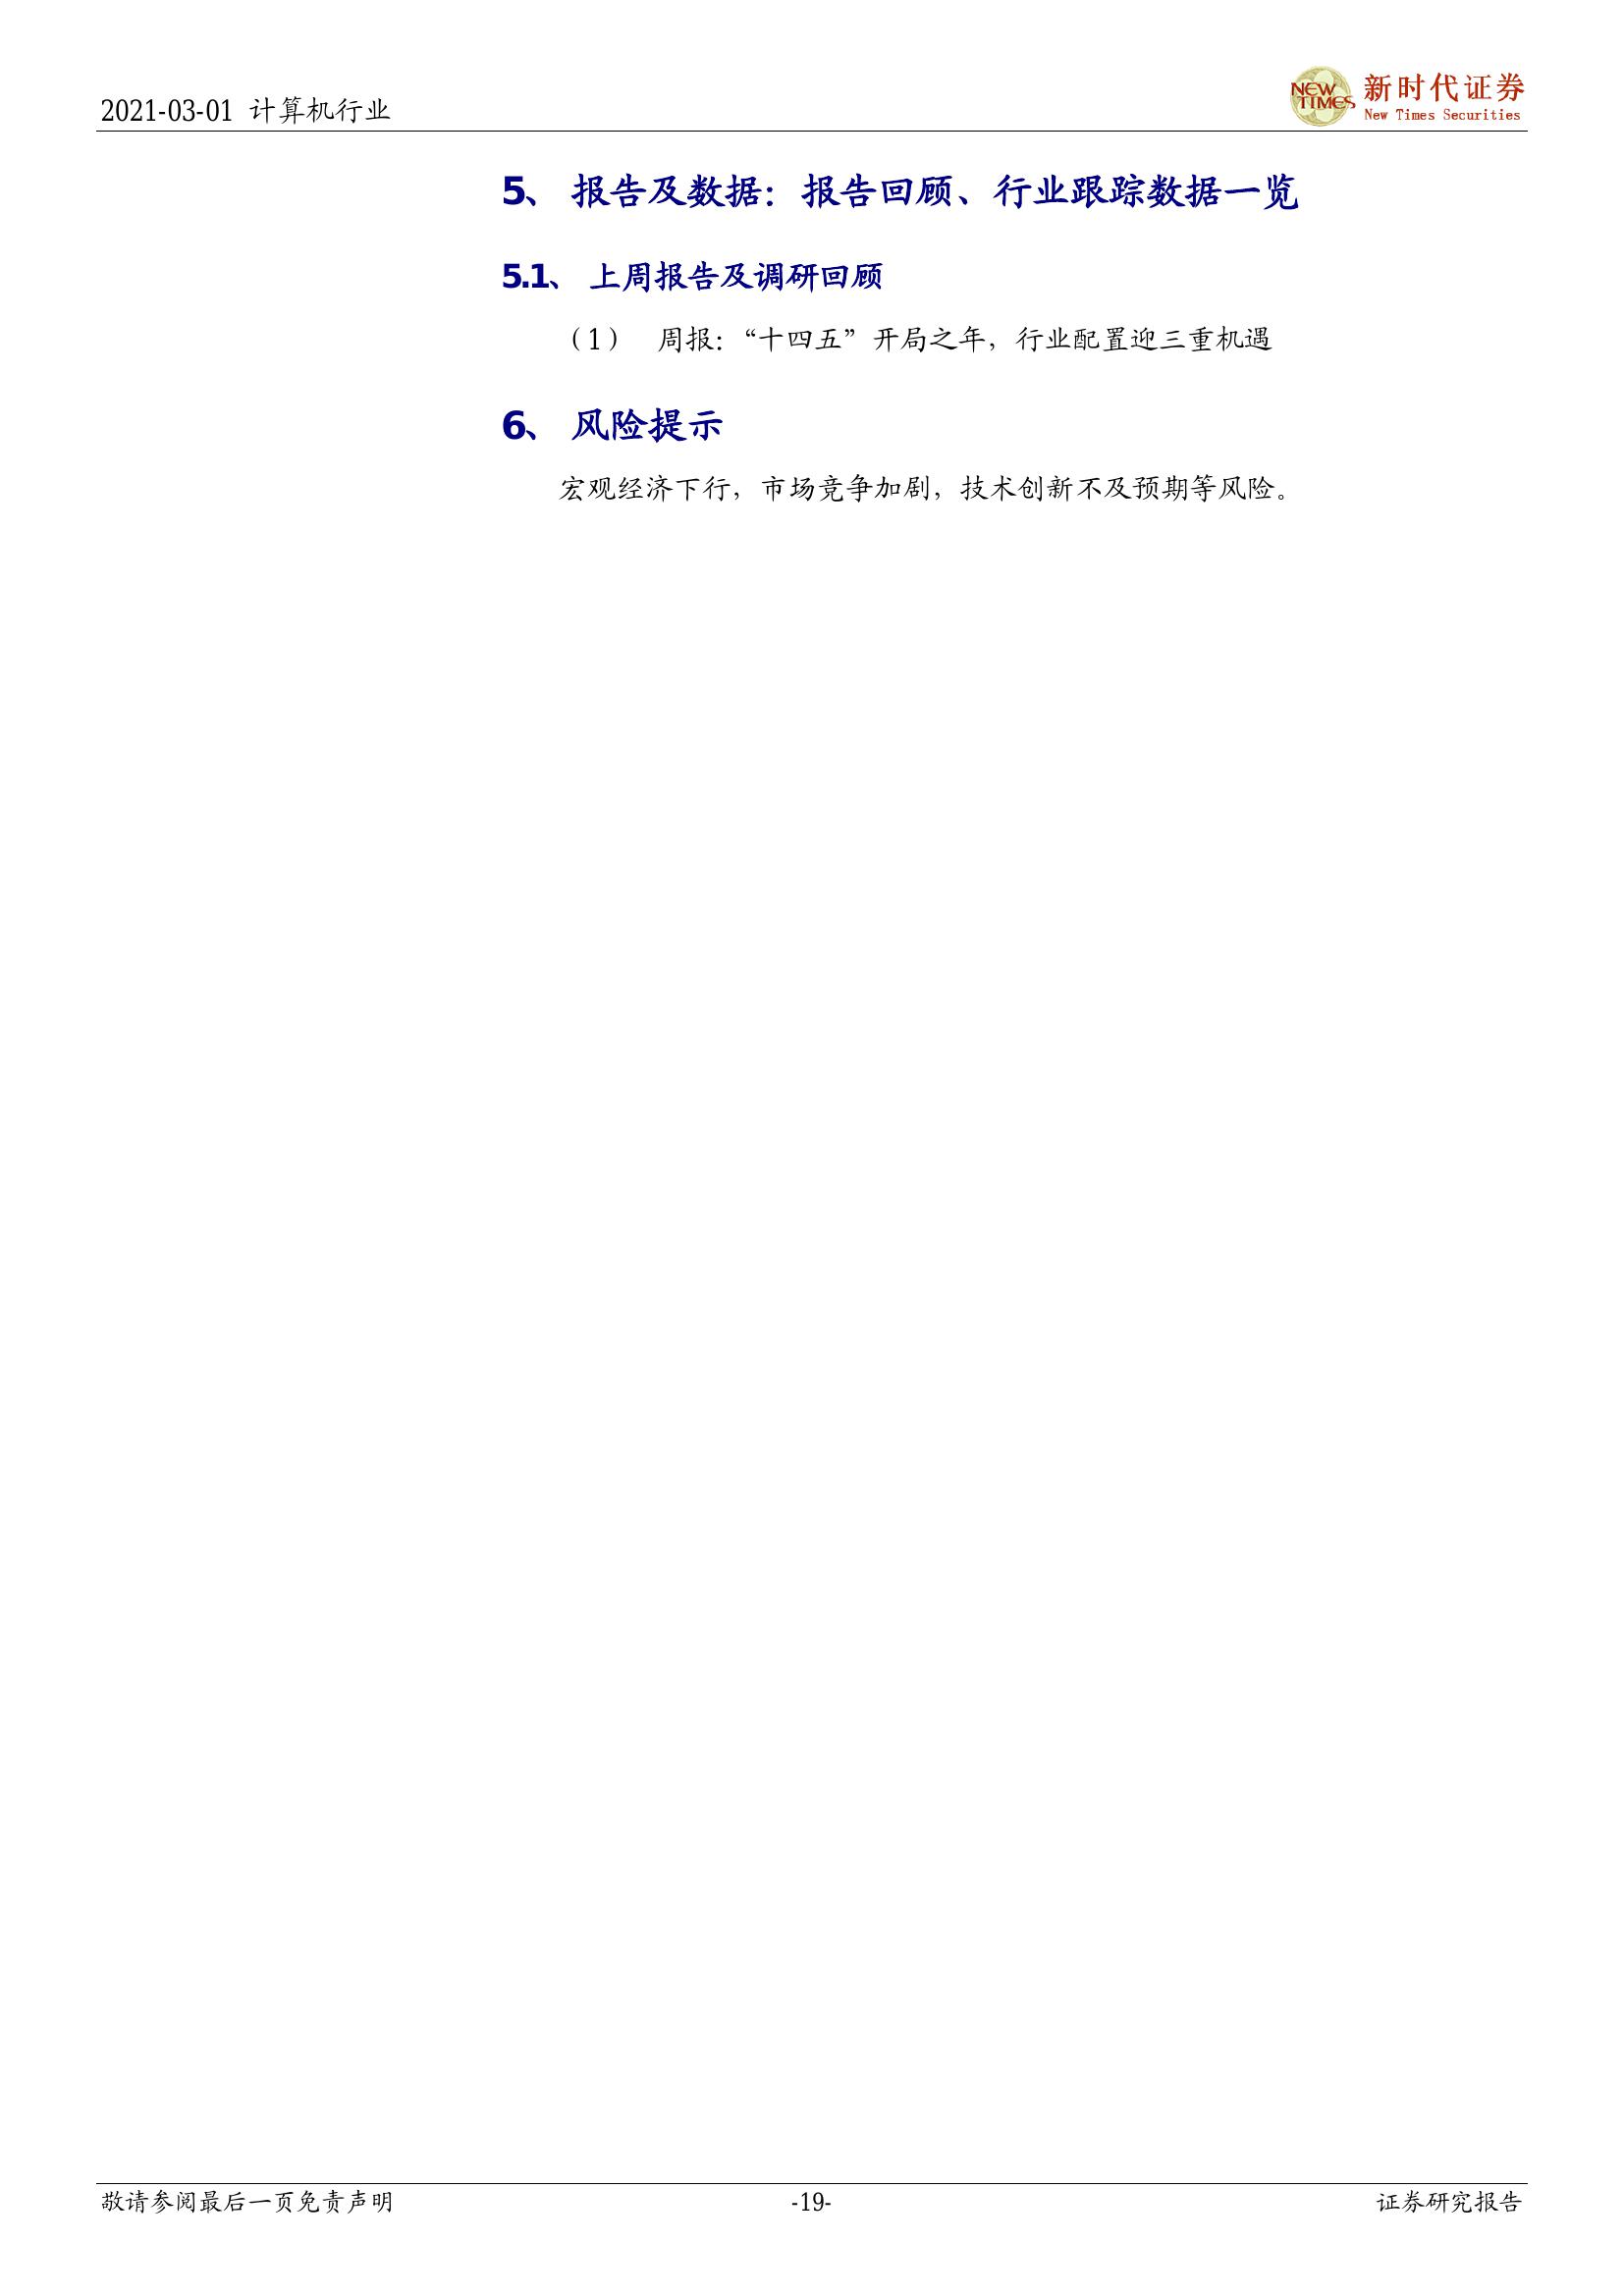 2021-03-01 计算机行业
NEW TIMES 新时代证券
New Times Securities
5、 报告及数据：报告回顾、行业跟踪数据一览
5.1、 上周报告及调研回顾
（1） 周报：“十四五”开局之年，行业配置迎三重机遇
6、 风险提示
宏观经济下行，市场竞争加剧，技术创新不及预期等风险。
敬请参阅最后一页免责声明 -19- 证券研究报告